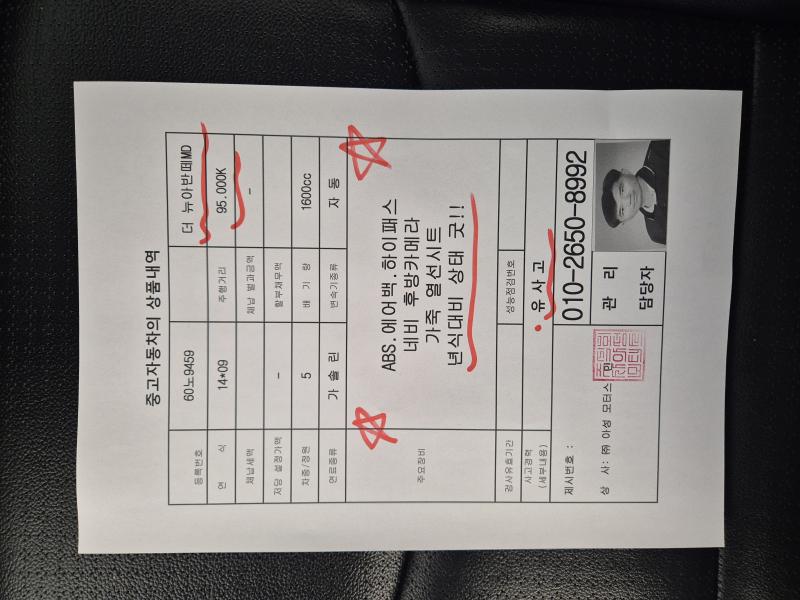 중고자동차의 상품내역
등록번호 60노9459 더 뉴아반떼MD
연 식 14*09 주행거리 95.000K
체납세액 체납 벌과금액 -
저당 설정가액 - 할부채무액
차종/정원 5 배 기 량 1600cc
연료종류 가 솔 린 변속기종류 자 동
주요장비
ABS.에어백.하이패스
네비 후방카메라
가죽 열선시트
년식대비 상태 굿!!
검사유효기간 성능점검번호
사고경력 유사고
(세부내용)
제시번호 :
010-2650-8992
상 사: ㈜ 아성 모터스
관 리
담당자